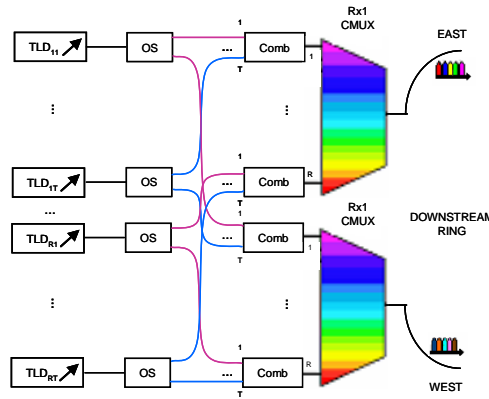 Rx1
CMUX
EAST
TLD11
OS
1
...
T
Comb
1
...
...
TLD1T
OS
1
...
T
Comb
R
...
Rx1
CMUX
DOWNSTREAM
RING
TLDR1
OS
1
...
T
Comb
1
...
...
TLDRT
OS
1
...
T
Comb
R
WEST